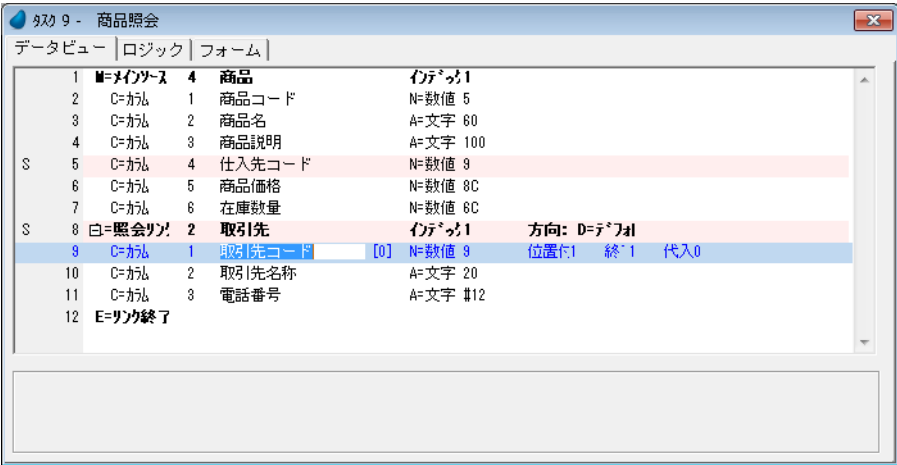 ﾀｽｸ 9 - 商品照会
データビュー ロジック フォーム
1 M=ﾒｲﾝｿｰｽ 4 商品 ｲﾝﾃﾞｯｸ 1
2 C=ｶﾗﾑ 1 商品コード N=数値 5
3 C=ｶﾗﾑ 2 商品名 A=文字 60
4 C=ｶﾗﾑ 3 商品説明 A=文字 100
S 5 C=ｶﾗﾑ 4 仕入先コード N=数値 9
6 C=ｶﾗﾑ 5 商品価格 N=数値 8C
7 C=ｶﾗﾑ 6 在庫数量 N=数値 6C
S 8 =照会ﾘﾝｸ 2 取引先 ｲﾝﾃﾞｯｸ 1 方向: D=ﾃﾞﾌｫﾙ
9 C=ｶﾗﾑ 1 取引先コード [0] N=数値 9 位置付 1 終了 1 代入 0
10 C=ｶﾗﾑ 2 取引先名称 A=文字 20
11 C=ｶﾗﾑ 3 電話番号 A=文字 #12
12 E=ﾘﾝｸ終了